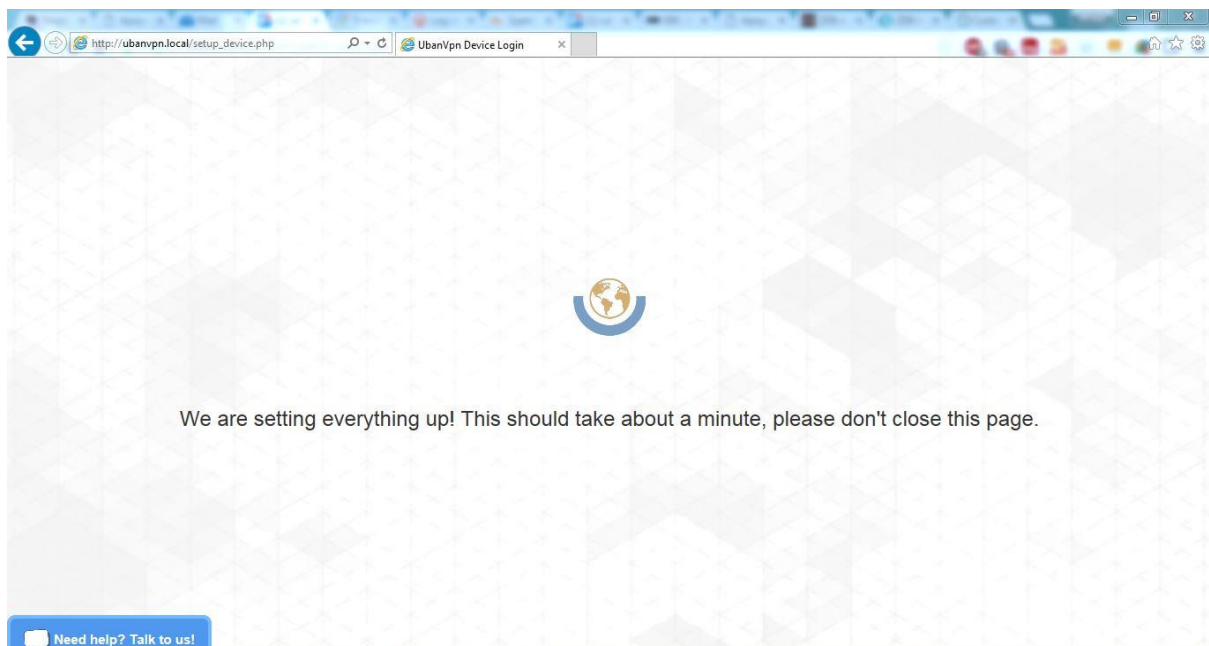 http://ubanvpn.local/setup_device.php
UbanVpn Device Login
We are setting everything up! This should take about a minute, please don't close this page.
Need help? Talk to us!